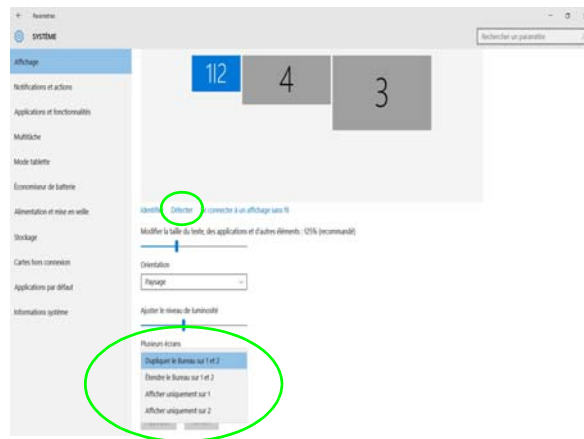 Paramètres
SYSTÈME
Rechercher un paramètre
Affichage
Notifications et actions
Applications et fonctionnalités
Multitâche
Mode tablette
Économiseur de batterie
Alimentation et mise en veille
Stockage
Cartes hors connexion
Applications par défaut
Informations système
1|2
4
3
Identifier Détecter connecter à un affichage sans fil
Modifier la taille du texte, des applications et d'autres éléments : 125% (recommandé)
Orientation
Paysage
Ajuster le niveau de luminosité
Plusieurs écrans
Dupliquer le Bureau sur 1 et 2
Étendre le Bureau sur 1 et 2
Afficher uniquement sur 1
Afficher uniquement sur 2